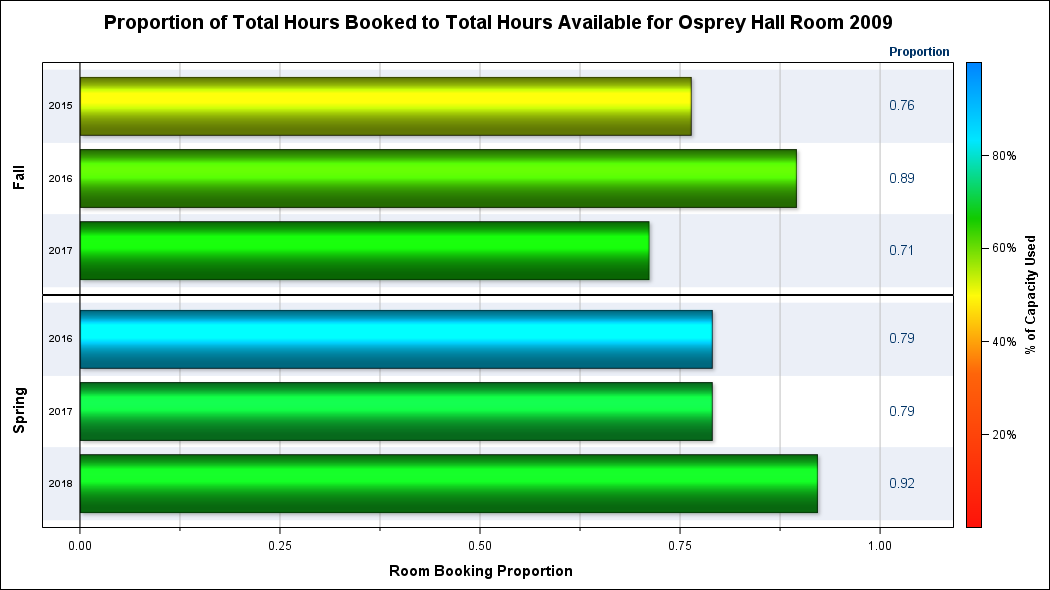 Proportion of Total Hours Booked to Total Hours Available for Osprey Hall Room 2009
Proportion
Fall
2015
0.76
2016
0.89
2017
0.71
Spring
2016
0.79
2017
0.79
2018
0.92
0.00 0.25 0.50 0.75 1.00
Room Booking Proportion
80%
60%
40%
20%
% of Capacity Used